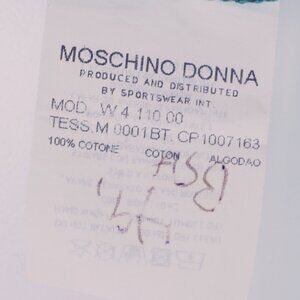 MOSCHINO DONNA
PRODUCED AND DISTRIBUTED
BY SPORTSWEAR INT.
MOD. W 4 110 00
TESS. M 0001BT. CP1007163
100% COTONE COTON ALGODAO